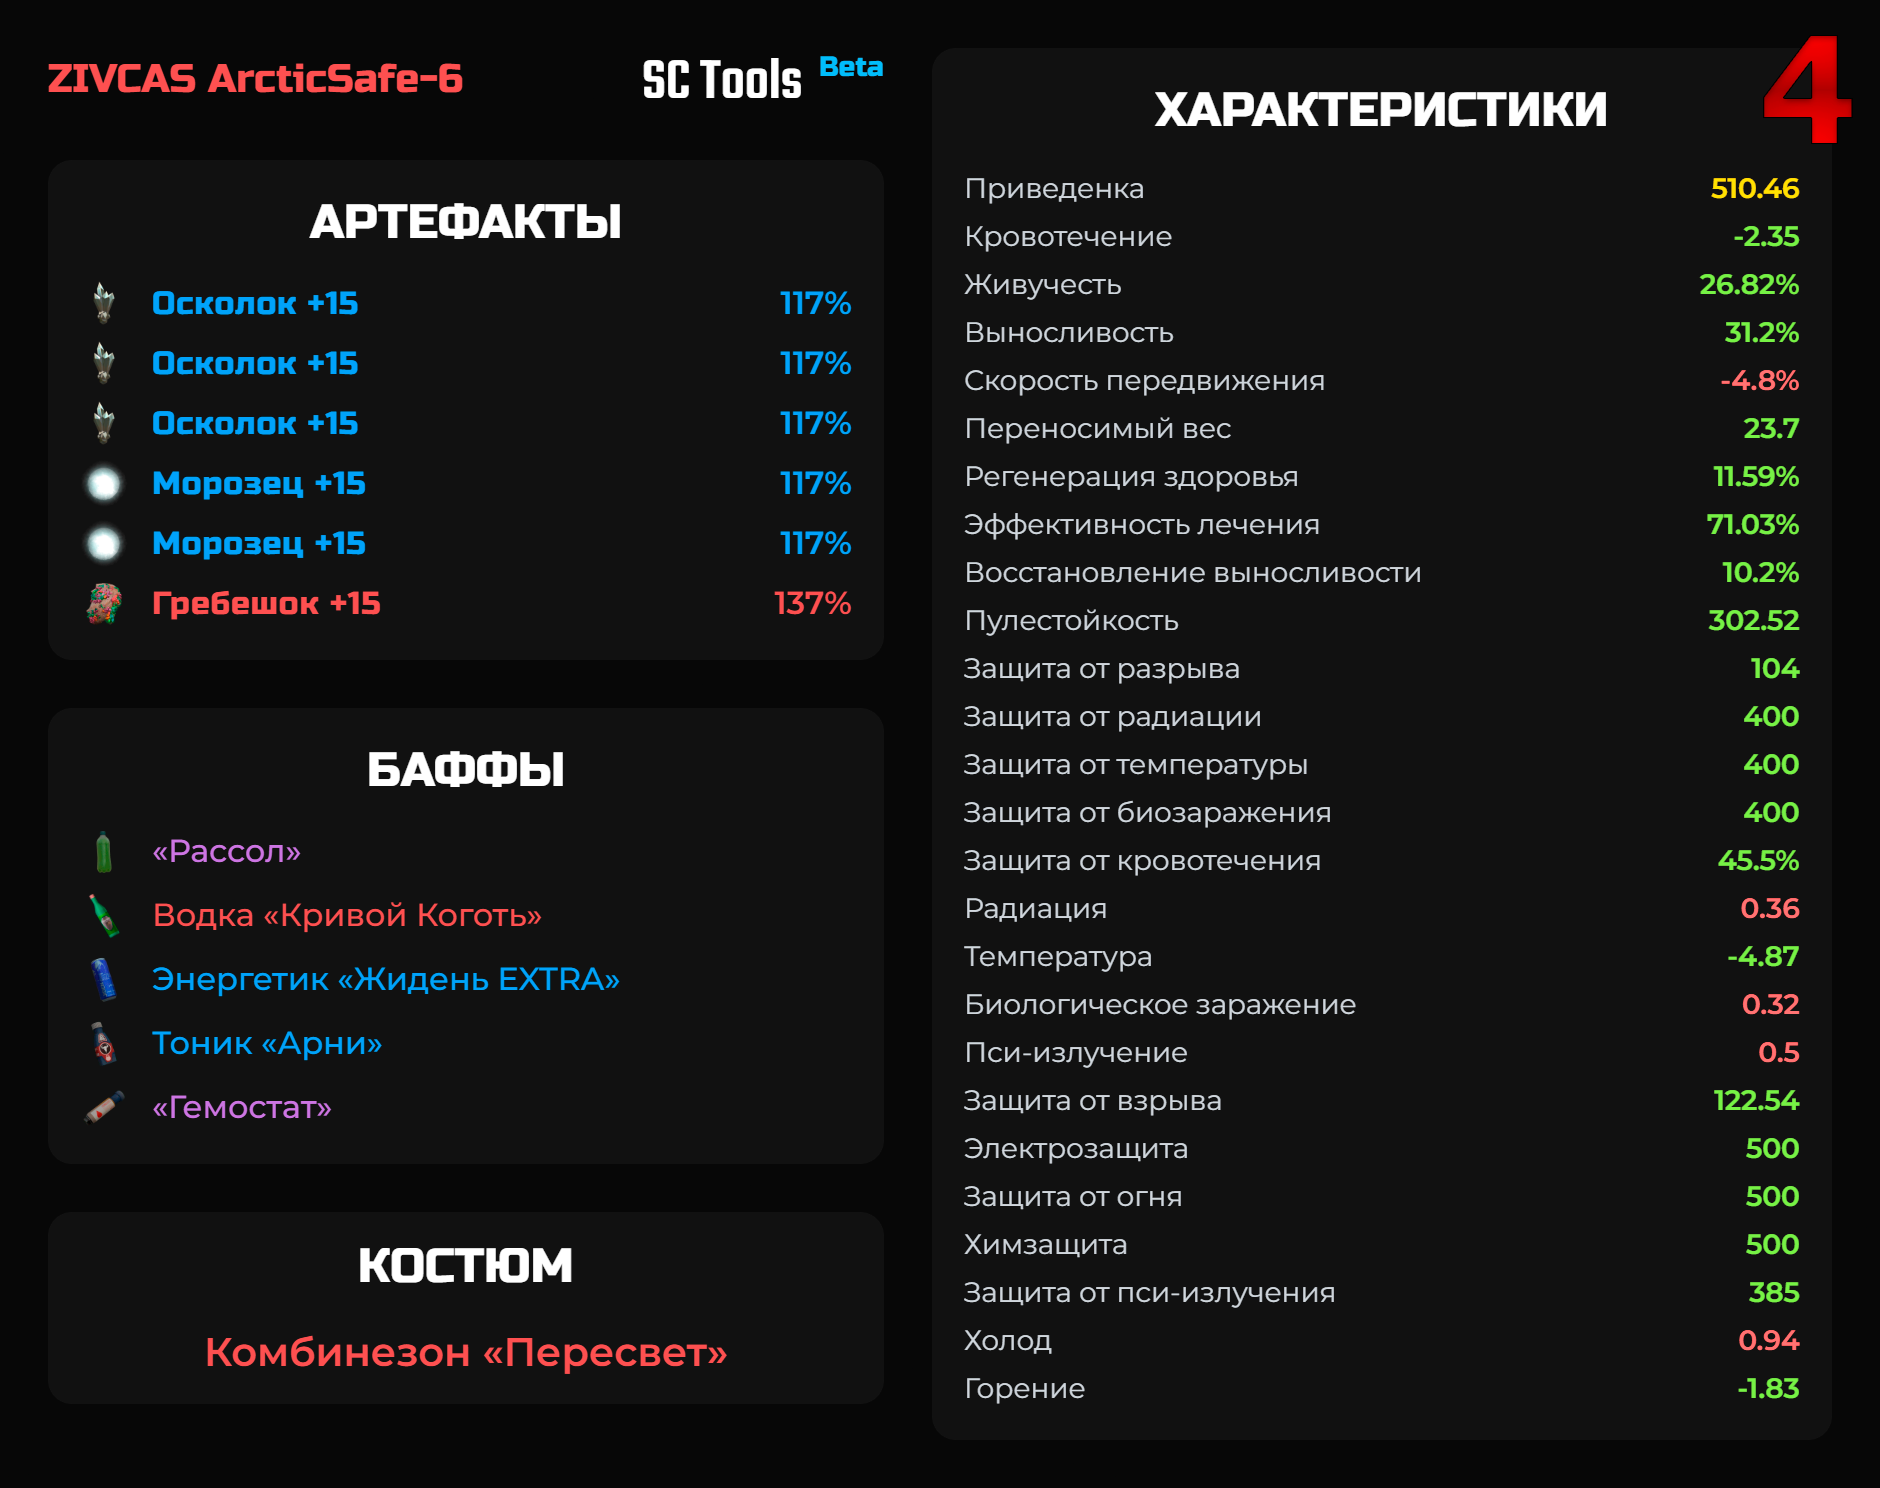 ZIVCAS ArcticSafe-6
SC Tools Beta
АРТЕФАКТЫ
Осколок +15 117%
Осколок +15 117%
Осколок +15 117%
Морозец +15 117%
Морозец +15 117%
Гребешок +15 137%
БАФФЫ
«Рассол»
Водка «Кривой Коготь»
Энергетик «Жидень EXTRA»
Тоник «Арни»
«Гемостат»
КОСТЮМ
Комбинезон «Пересвет»
4
ХАРАКТЕРИСТИКИ
Приведенка 510.46
Кровотечение -2.35
Живучесть 26.82%
Выносливость 31.2%
Скорость передвижения -4.8%
Переносимый вес 23.7
Регенерация здоровья 11.59%
Эффективность лечения 71.03%
Восстановление выносливости 10.2%
Пулестойкость 302.52
Защита от разрыва 104
Защита от радиации 400
Защита от температуры 400
Защита от биозаражения 400
Защита от кровотечения 45.5%
Радиация 0.36
Температура -4.87
Биологическое заражение 0.32
Пси-излучение 0.5
Защита от взрыва 122.54
Электрозащита 500
Защита от огня 500
Химзащита 500
Защита от пси-излучения 385
Холод 0.94
Горение -1.83